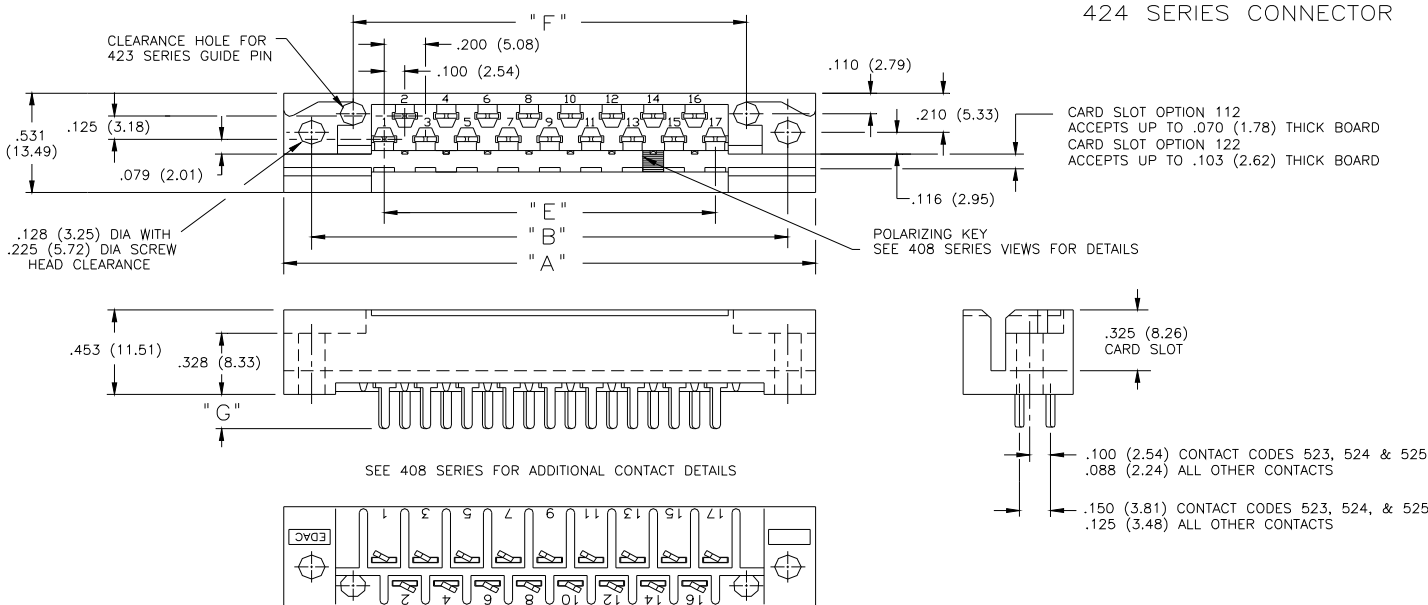 424 SERIES CONNECTOR
"F"
CLEARANCE HOLE FOR
423 SERIES GUIDE PIN
.200 (5.08)
.100 (2.54)
.110 (2.79)
.531
(13.49)
.125 (3.18)
.079 (2.01)
2 4 6 8 10 12 14 16
1 3 5 7 9 11 13 15 17
.210 (5.33)
CARD SLOT OPTION 112
ACCEPTS UP TO .070 (1.78) THICK BOARD
CARD SLOT OPTION 122
ACCEPTS UP TO .103 (2.62) THICK BOARD
.116 (2.95)
"E"
"B"
"A"
.128 (3.25) DIA WITH
.225 (5.72) DIA SCREW
HEAD CLEARANCE
POLARIZING KEY
SEE 408 SERIES VIEWS FOR DETAILS
.453 (11.51)
.328 (8.33)
"G"
.325 (8.26)
CARD SLOT
SEE 408 SERIES FOR ADDITIONAL CONTACT DETAILS
.100 (2.54) CONTACT CODES 523, 524 & 525
.088 (2.24) ALL OTHER CONTACTS
.150 (3.81) CONTACT CODES 523, 524, & 525
.125 (3.48) ALL OTHER CONTACTS
EDAC
1 3 5 7 9 11 13 15 17
2 4 6 8 10 12 14 16